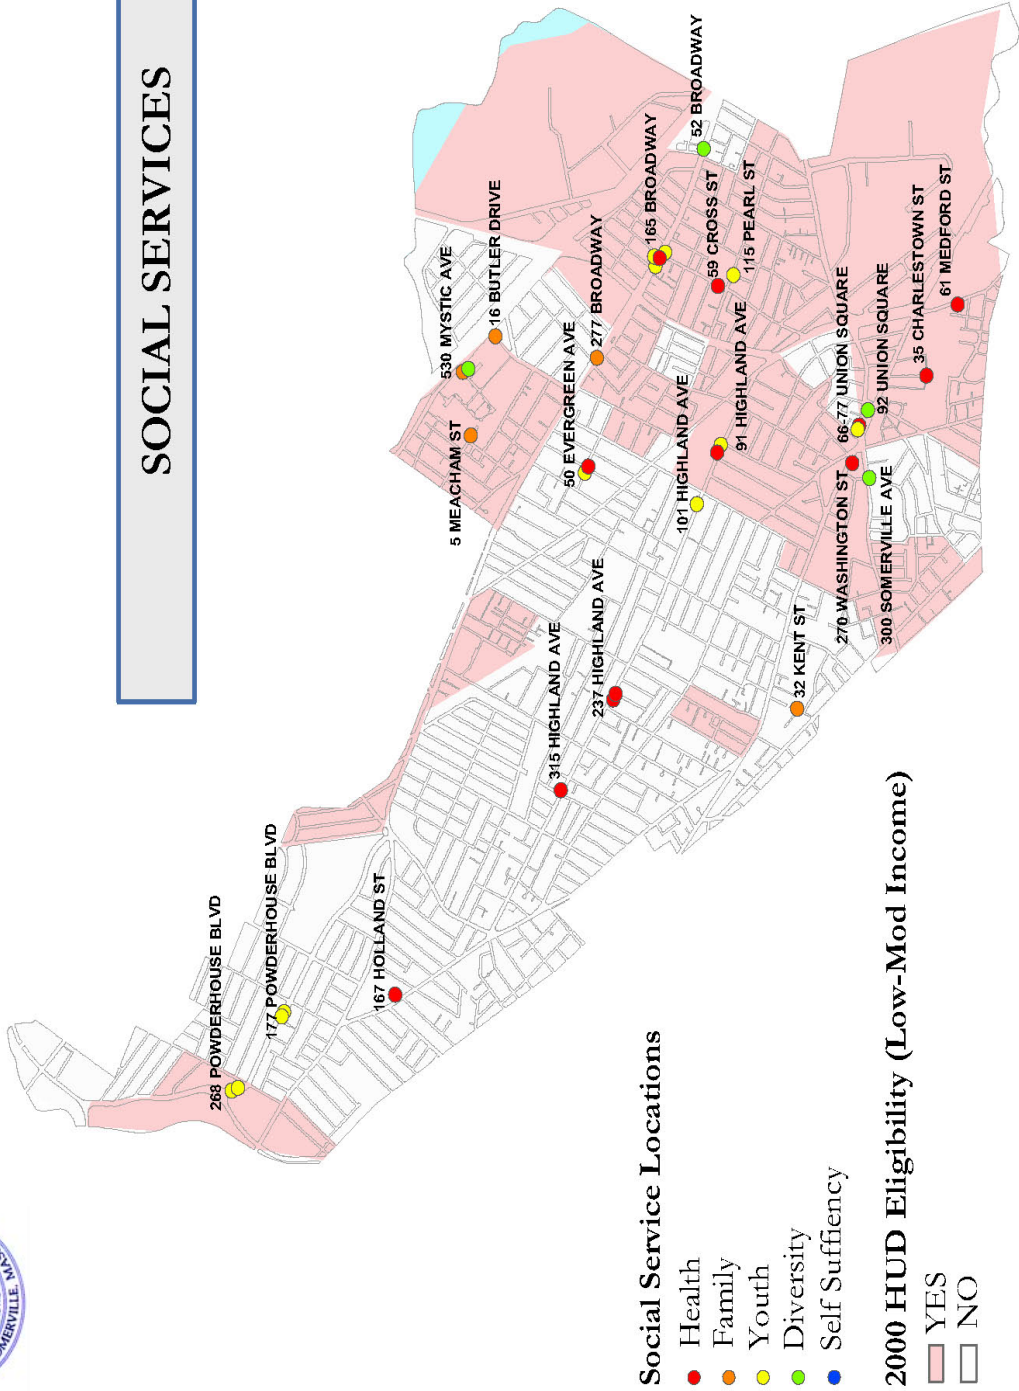 SOCIAL SERVICES
268 POWDERHOUSE BLVD
177 POWDERHOUSE BLVD
167 HOLLAND ST
315 HIGHLAND AVE
237 HIGHLAND AVE
32 KENT ST
5 MEACHAM ST
530 MYSTIC AVE
16 BUTLER DRIVE
50 EVERGREEN AVE
277 BROADWAY
165 BROADWAY
52 BROADWAY
59 CROSS ST
115 PEARL ST
101 HIGHLAND AVE
91 HIGHLAND AVE
270 WASHINGTON ST
300 SOMERVILLE AVE
66-77 UNION SQUARE
92 UNION SQUARE
35 CHARLESTOWN ST
61 MEDFORD ST
Social Service Locations
Health
Family
Youth
Diversity
Self Suffiency
2000 HUD Eligibility (Low-Mod Income)
YES
NO